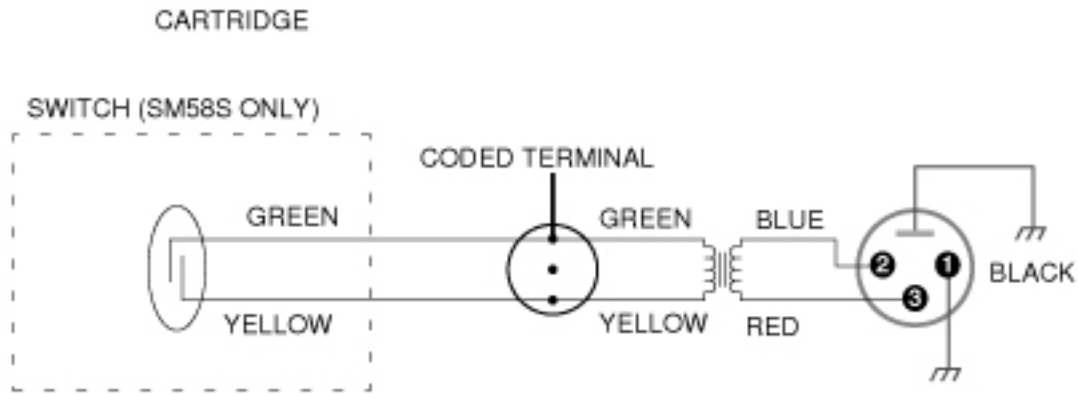 CARTRIDGE
SWITCH (SM58S ONLY)
CODED TERMINAL
GREEN
GREEN
BLUE
2
1
BLACK
3
YELLOW
YELLOW
RED